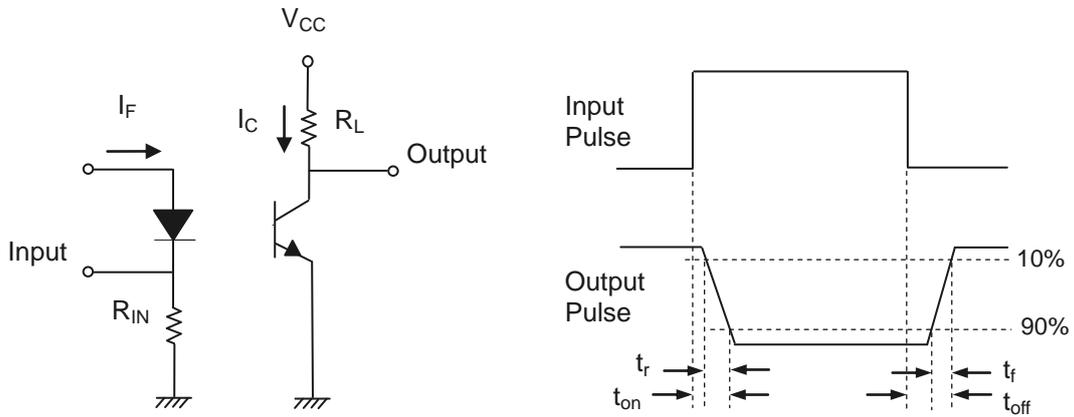 V_CC
I_F
I_C
R_L
Output
Input
R_IN
Input
Pulse
Output
Pulse
10%
90%
t_r
t_f
t_on
t_off